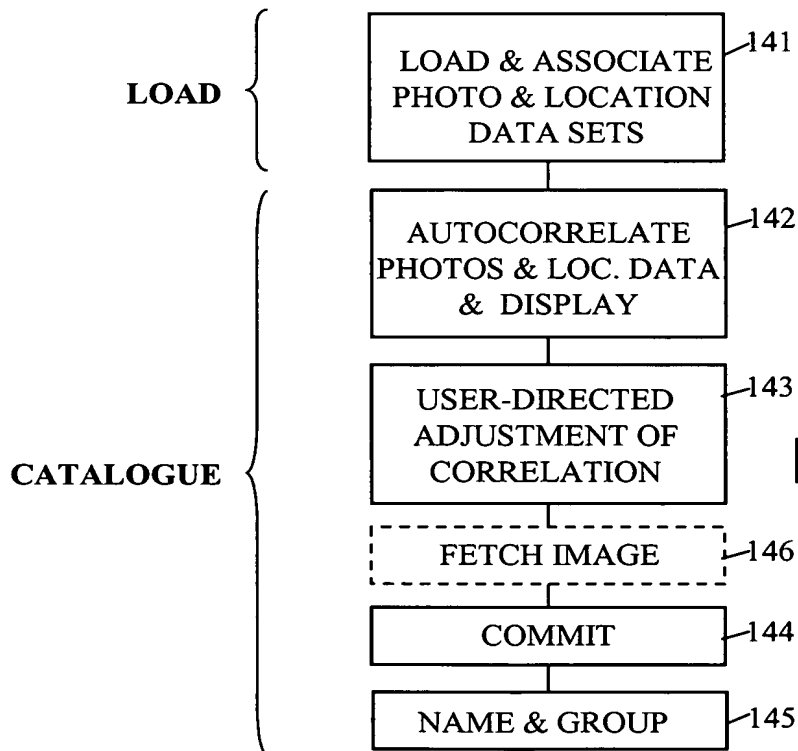 LOAD
LOAD & ASSOCIATE
PHOTO & LOCATION
DATA SETS
141
CATALOGUE
AUTOCORRELATE
PHOTOS & LOC. DATA
& DISPLAY
142
USER-DIRECTED
ADJUSTMENT OF
CORRELATION
143
FETCH IMAGE
146
COMMIT
144
NAME & GROUP
145